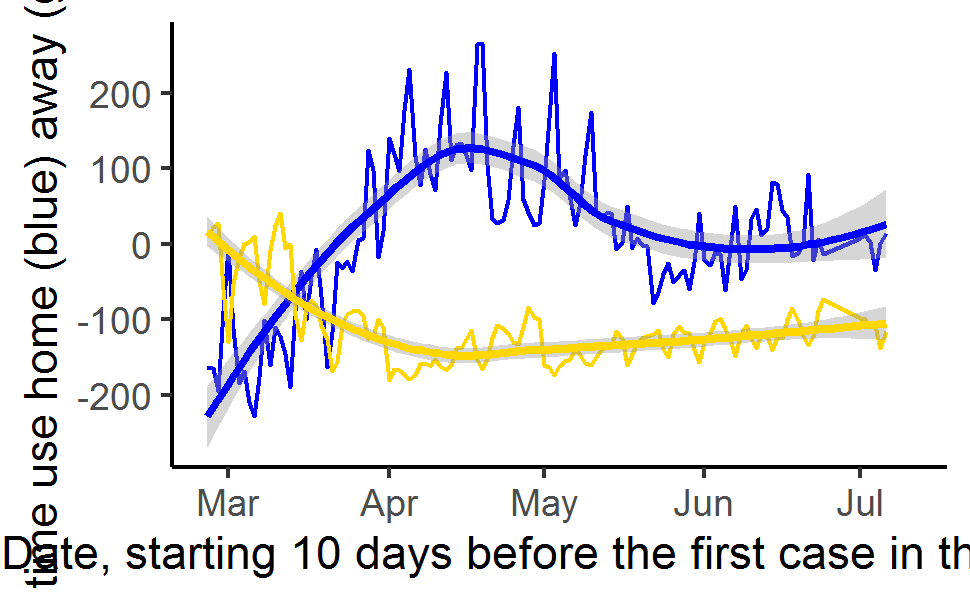 time use home (blue) away (
200
100
0
-100
-200
Mar Apr May Jun Jul
Date, starting 10 days before the first case in th